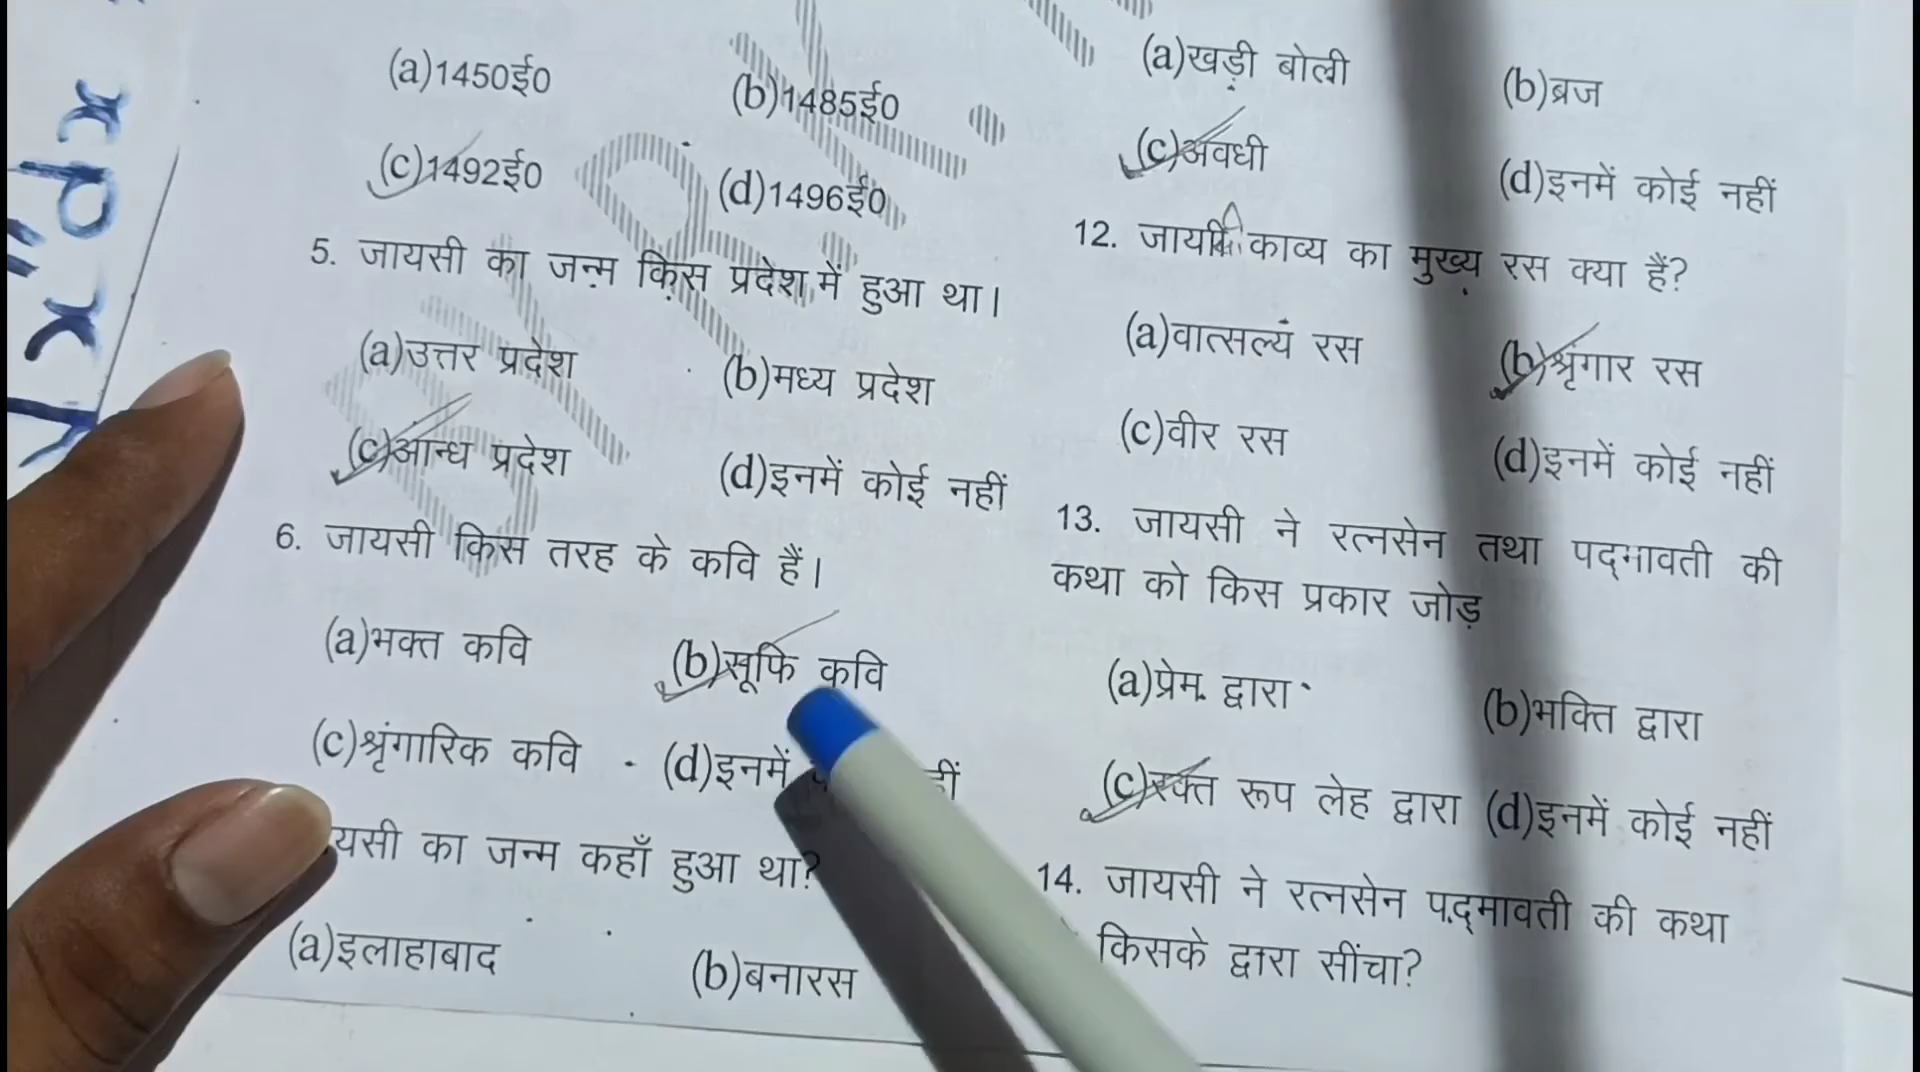 (a)1450ई0
(b)1485ई0
(c)1492ई0
(d)1496ई0
5. जायसी का जन्म किस प्रदेश में हुआ था।
(a)उत्तर प्रदेश
(b)मध्य प्रदेश
(c)आन्ध प्रदेश
(d)इनमें कोई नहीं
6. जायसी किस तरह के कवि हैं।
(a)भक्त कवि
(b)सूफि कवि
(c)श्रृंगारिक कवि
(d)इनमें
यसी का जन्म कहाँ हुआ था?
(a)इलाहाबाद
(b)बनारस
(a)खड़ी बोली
(b)ब्रज
(c)अवधी
(d)इनमें कोई नहीं
12. काव्य का मुख्य रस क्या हैं?
(a)वात्सल्य रस
(b)श्रृंगार रस
(c)वीर रस
(d)इनमें कोई नहीं
13. जायसी ने रत्नसेन तथा पद्मावती की
कथा को किस प्रकार जोड़
(a)प्रेम द्वारा
(b)भक्ति द्वारा
(c)रक्त रूप लेह द्वारा
(d)इनमें कोई नहीं
14. जायसी ने रत्नसेन पद्मावती की कथा
किसके द्वारा सींचा?